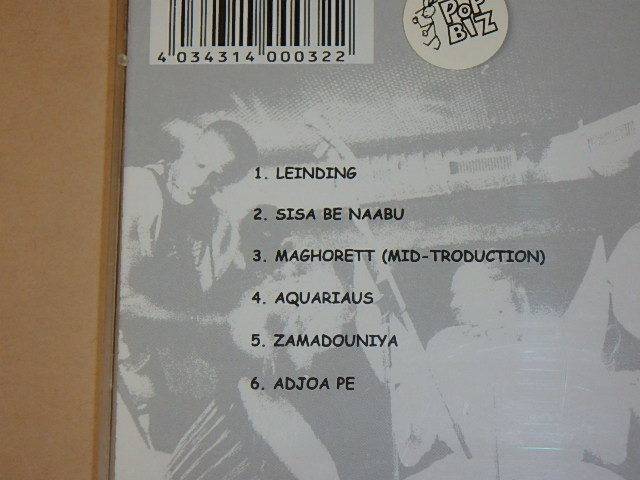 4 034314 000322
POP
BIZ
1. LEINDING
2. SISA BE NAABU
3. MAGHORETT (MID-TRODUCTION)
4. AQUARIAUS
5. ZAMADOUNIYA
6. ADJOA PE